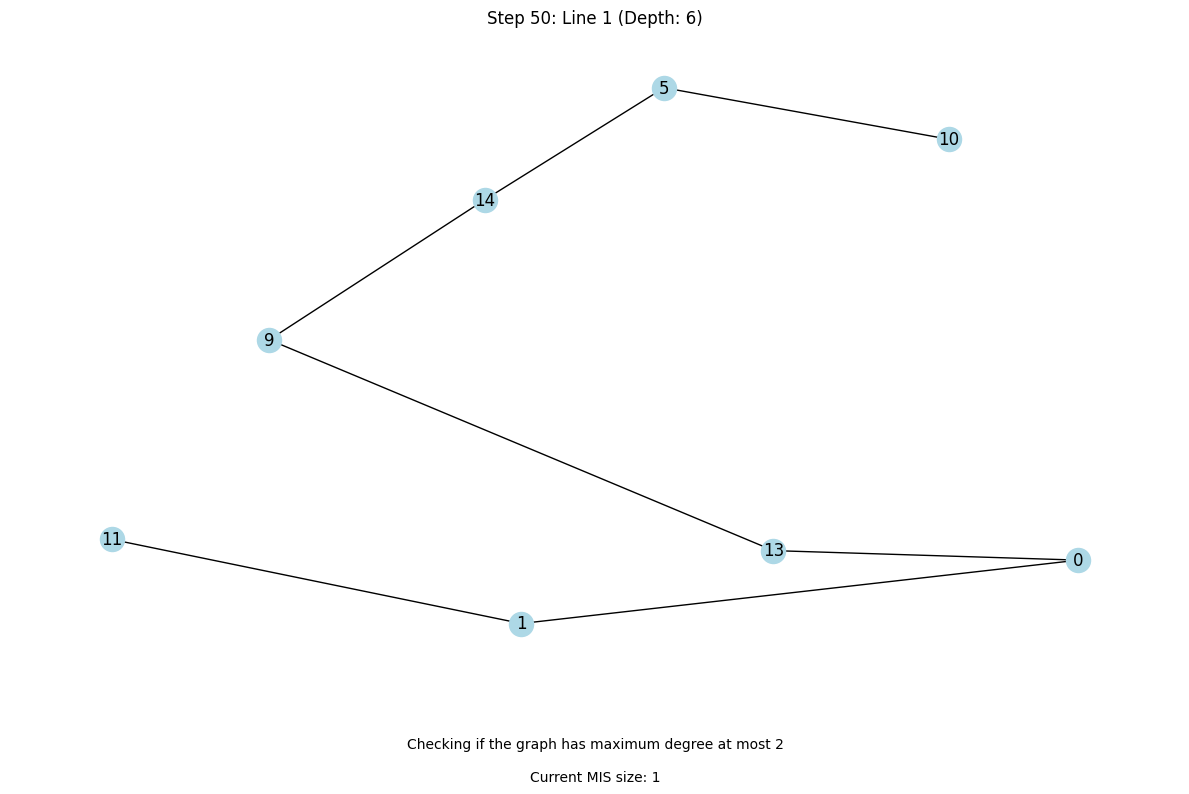 Step 50: Line 1 (Depth: 6)
5
10
14
9
11
13
0
1
Checking if the graph has maximum degree at most 2
Current MIS size: 1